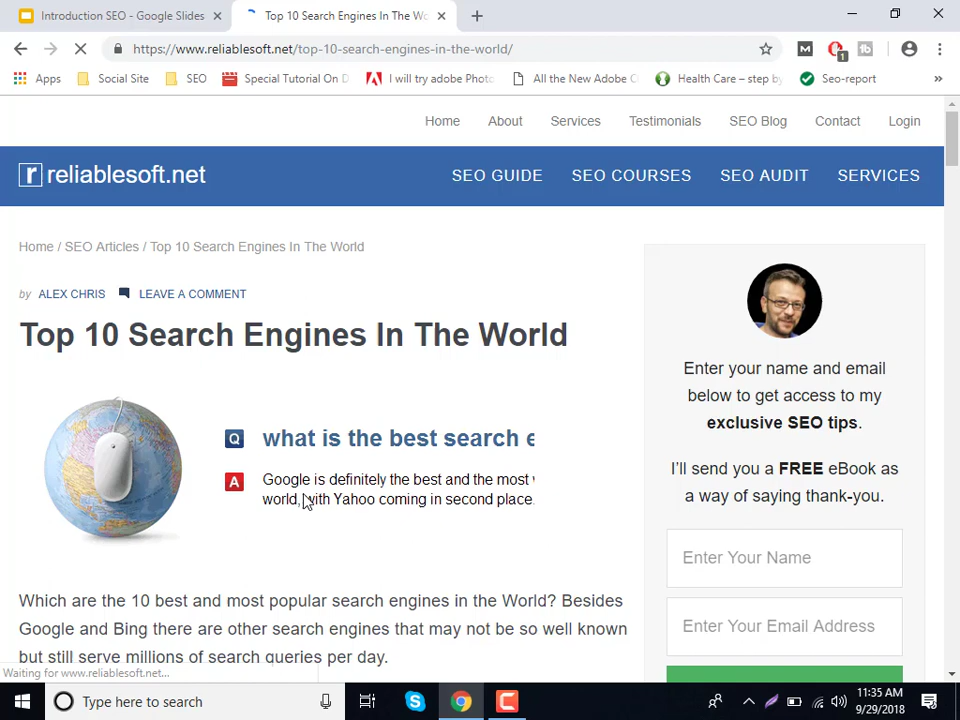 Introduction SEO - Google Slides
Top 10 Search Engines In The Wo
https://www.reliablesoft.net/top-10-search-engines-in-the-world/
M
1
Apps
Social Site
SEO
Special Tutorial On D
I will try adobe Photo
All the New Adobe C
Health Care – step by
Seo-report
»
Home
About
Services
Testimonials
SEO Blog
Contact
Login
r reliablesoft.net
SEO GUIDE
SEO COURSES
SEO AUDIT
SERVICES
Home / SEO Articles / Top 10 Search Engines In The World
by ALEX CHRIS LEAVE A COMMENT
Top 10 Search Engines In The World
Q what is the best search e
A Google is definitely the best and the most
world, with Yahoo coming in second place.
Which are the 10 best and most popular search engines in the World? Besides
Google and Bing there are other search engines that may not be so well known
but still serve millions of search queries per day.
Enter your name and email
below to get access to my
exclusive SEO tips.
I'll send you a FREE eBook as
a way of saying thank-you.
Enter Your Name
Enter Your Email Address
Waiting for www.reliablesoft.net...
Type here to search
11:35 AM
9/29/2018